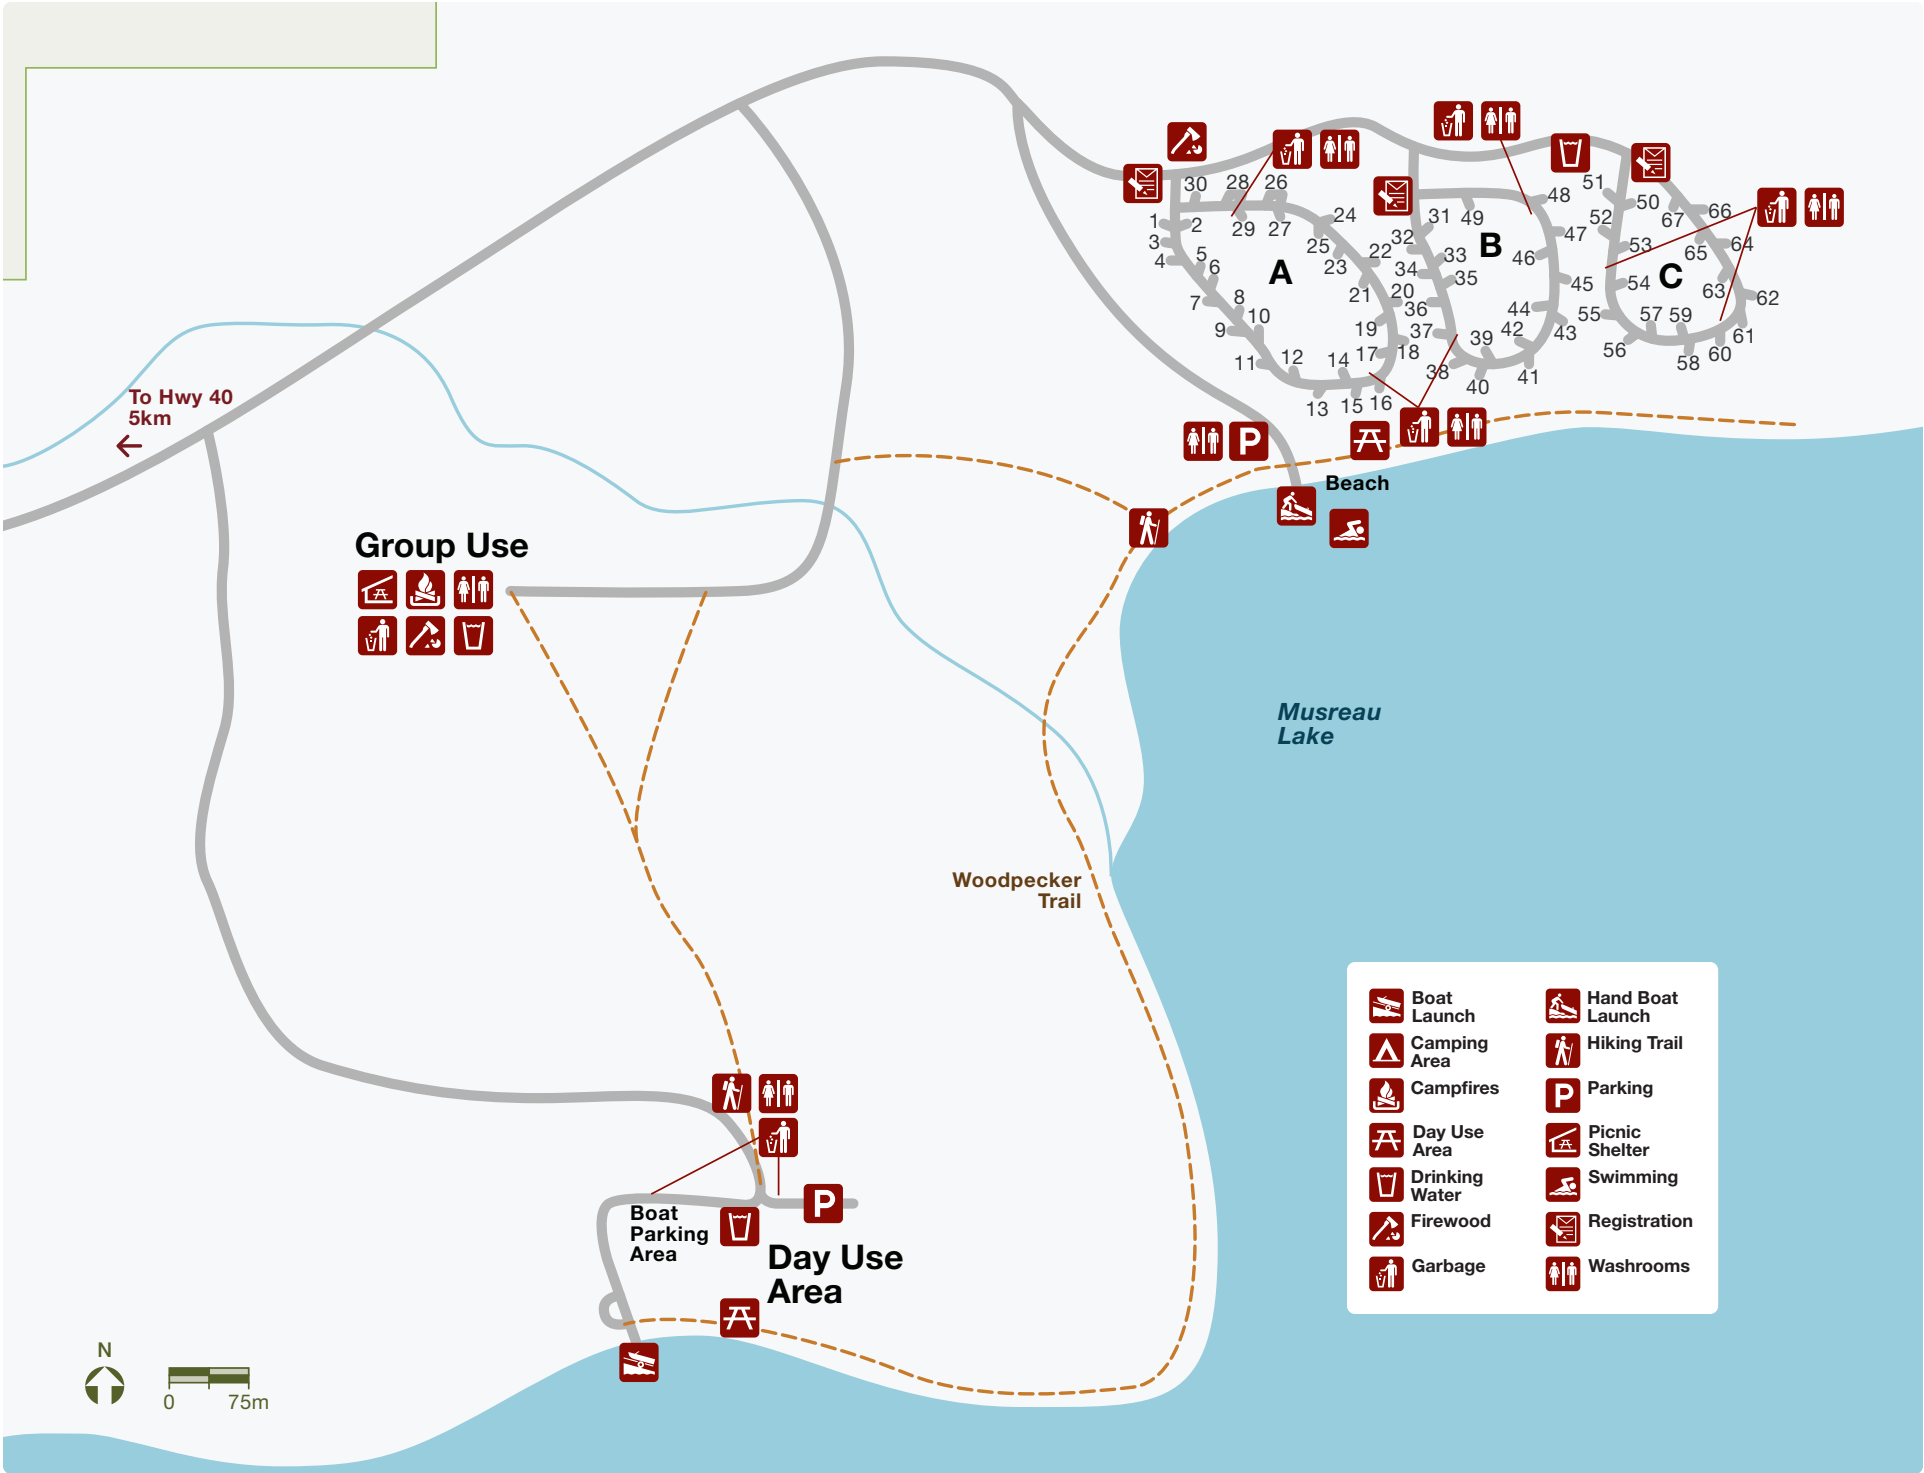 30
28
26
1
2
29
27
24
25
3
4
5
6
23
22
21
20
7
8
9
10
19
11
12
14
17
18
13
15
16
A
31
49
48
32
33
47
34
35
46
45
36
44
37
39
42
43
38
40
41
B
51
50
66
52
67
53
65
64
54
63
62
55
57
59
61
56
58
60
C
To Hwy 40
5km
Beach
Group Use
Musreau
Lake
Woodpecker
Trail
P
P
Boat
Parking
Area
Day Use
Area
Boat
Launch
Camping
Area
Campfires
Day Use
Area
Drinking
Water
Firewood
Garbage
Hand Boat
Launch
Hiking Trail
P
Parking
Picnic
Shelter
Swimming
Registration
Washrooms
N
0 75m